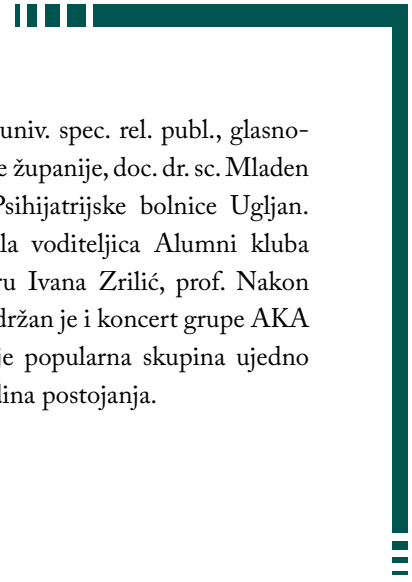 univ. spec. rel. publ., glasno-
e županije, doc. dr. sc. Mladen
Psihijatrijske bolnice Ugljan.
la voditeljica Alumni kluba
ru Ivana Zrilić, prof. Nakon
držan je i koncert grupe AKA
je popularna skupina ujedno
dina postojanja.